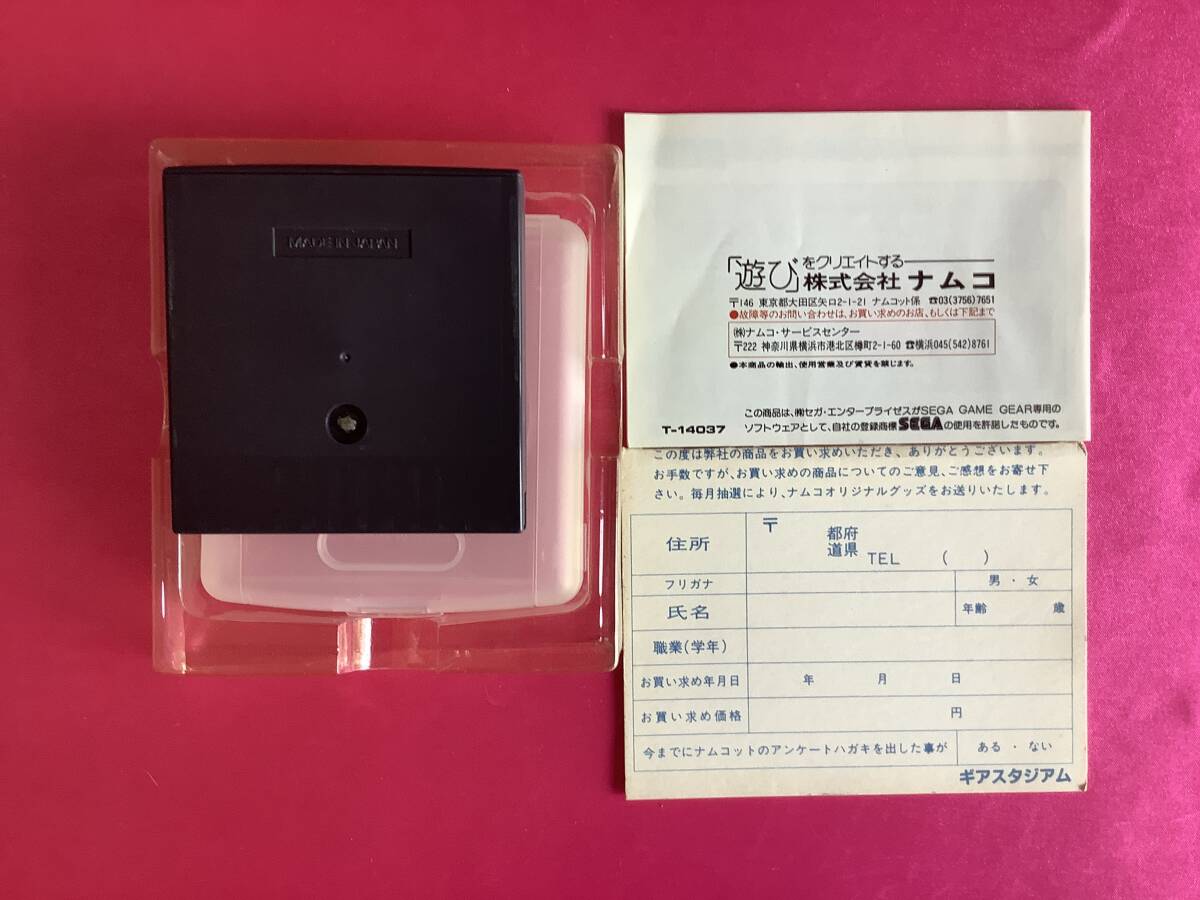 MADE IN JAPAN
「遊び」をクリエイトする
株式会社 ナムコ
〒146 東京都大田区矢口2-1-21 ナムコット係 ☎03(3756)7651
●故障等のお問い合わせは、お買い求めのお店、もしくは下記まで
㈱ナムコ・サービスセンター
〒222 神奈川県横浜市港北区樽町2-1-60 ☎横浜045(542)8761
●本商品の輸出、使用営業及び賃貸を禁じます。
この商品は、㈱セガ・エンタープライゼスがSEGA GAME GEAR専用の
T-14037 ソフトウェアとして、自社の登録商標SEGAの使用を許諾したものです。
この度は弊社の商品をお買い求めいただき、ありがとうございます。
お手数ですが、お買い求めの商品についてのご意見、ご感想をお寄せ下
さい。毎月抽選により、ナムコオリジナルグッズをお送りいたします。
住所 〒 都府
道県 TEL ( )
フリガナ 男・女
氏名 年齢 歳
職業(学年)
お買い求め年月日 年 月 日
お買い求め価格 円
今までにナムコットのアンケートハガキを出した事が ある・ない
ギアスタジアム